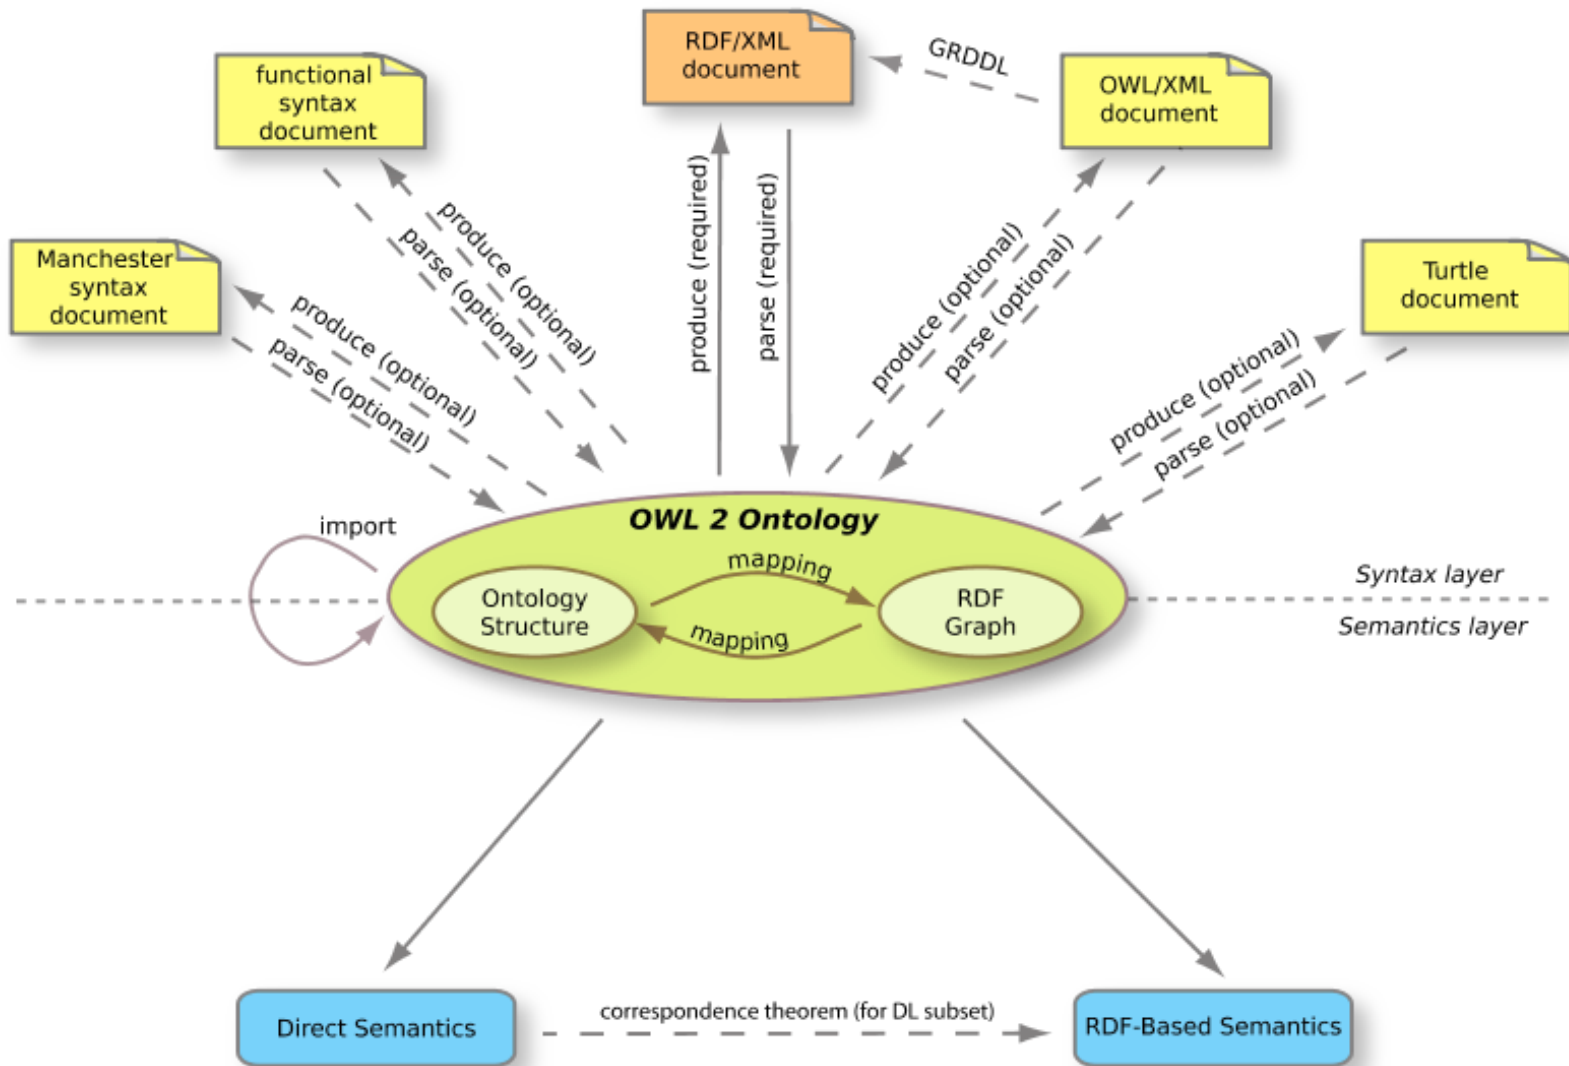 RDF/XML
document
GRDDL
functional
syntax
document
OWL/XML
document
Manchester
syntax
document
Turtle
document
produce (optional)
parse (optional)
produce (optional)
parse (optional)
produce (required)
parse (required)
produce (optional)
parse (optional)
produce (optional)
parse (optional)
import
OWL 2 Ontology
mapping
Ontology
Structure
mapping
RDF
Graph
Syntax layer
Semantics layer
Direct Semantics
correspondence theorem (for DL subset)
RDF-Based Semantics